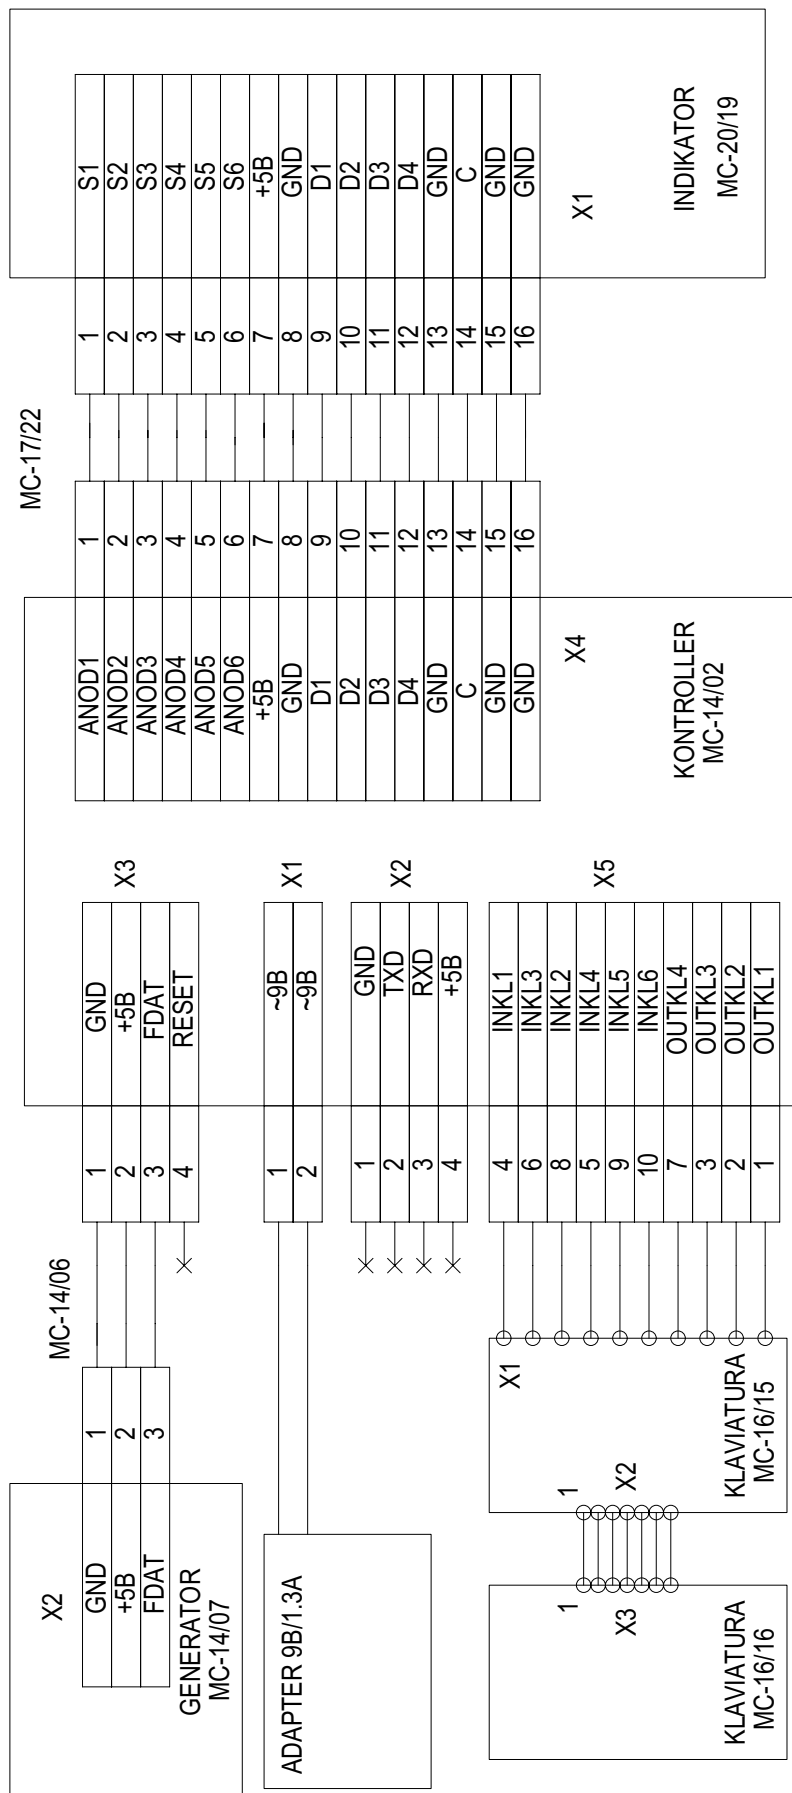 X2
GND
+5B
FDAT
GENERATOR
MC-14/07
1
2
3
MC-14/06
1
2
3
4
GND
+5B
FDAT
RESET
X3
ADAPTER 9B/1.3A
1
2
~9B
~9B
X1
1
2
3
4
GND
TXD
RXD
+5B
X2
KLAVIATURA
MC-16/16
X3
1
1
X2
X1
KLAVIATURA
MC-16/15
4
6
8
5
9
10
7
3
2
1
INKL1
INKL3
INKL2
INKL4
INKL5
INKL6
OUTKL4
OUTKL3
OUTKL2
OUTKL1
X5
ANOD1
ANOD2
ANOD3
ANOD4
ANOD5
ANOD6
+5B
GND
D1
D2
D3
D4
GND
C
GND
GND
X4
KONTROLLER
MC-14/02
1
2
3
4
5
6
7
8
9
10
11
12
13
14
15
16
MC-17/22
1
2
3
4
5
6
7
8
9
10
11
12
13
14
15
16
S1
S2
S3
S4
S5
S6
+5B
GND
D1
D2
D3
D4
GND
C
GND
GND
X1
INDIKATOR
MC-20/19